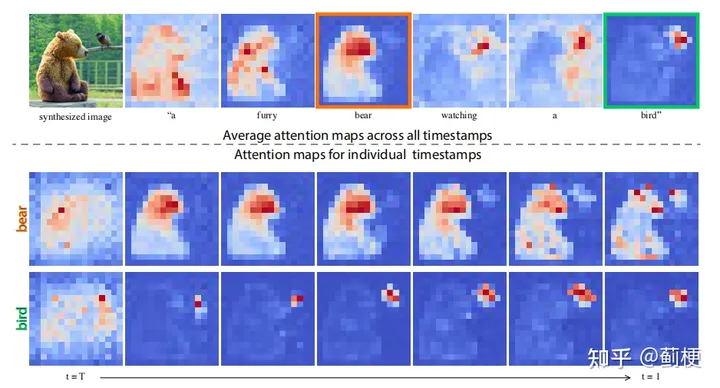 synthesized image
“a
furry
bear
watching
a
bird”
Average attention maps across all timestamps
Attention maps for individual timestamps
bear
bird
t = T
t = 1
知乎 @蓟梗